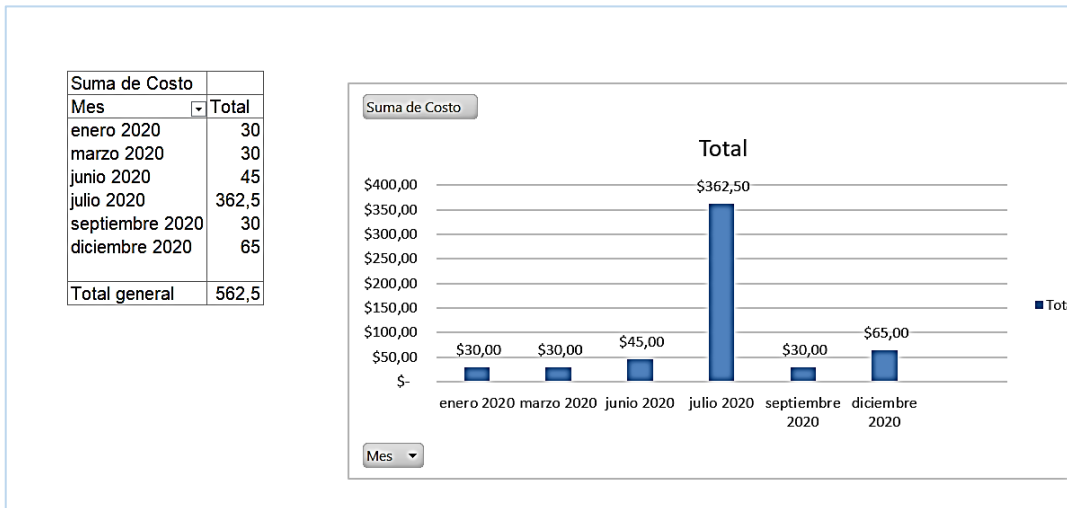 Suma de Costo
Mes Total
enero 2020 30
marzo 2020 30
junio 2020 45
julio 2020 362,5
septiembre 2020 30
diciembre 2020 65
Total general 562,5
Suma de Costo
Total
$400,00
$350,00
$300,00
$250,00
$200,00
$150,00
$100,00
$50,00
$-
$30,00 $30,00 $45,00 $362,50 $30,00 $65,00
enero 2020 marzo 2020 junio 2020 julio 2020 septiembre 2020 diciembre 2020
Mes